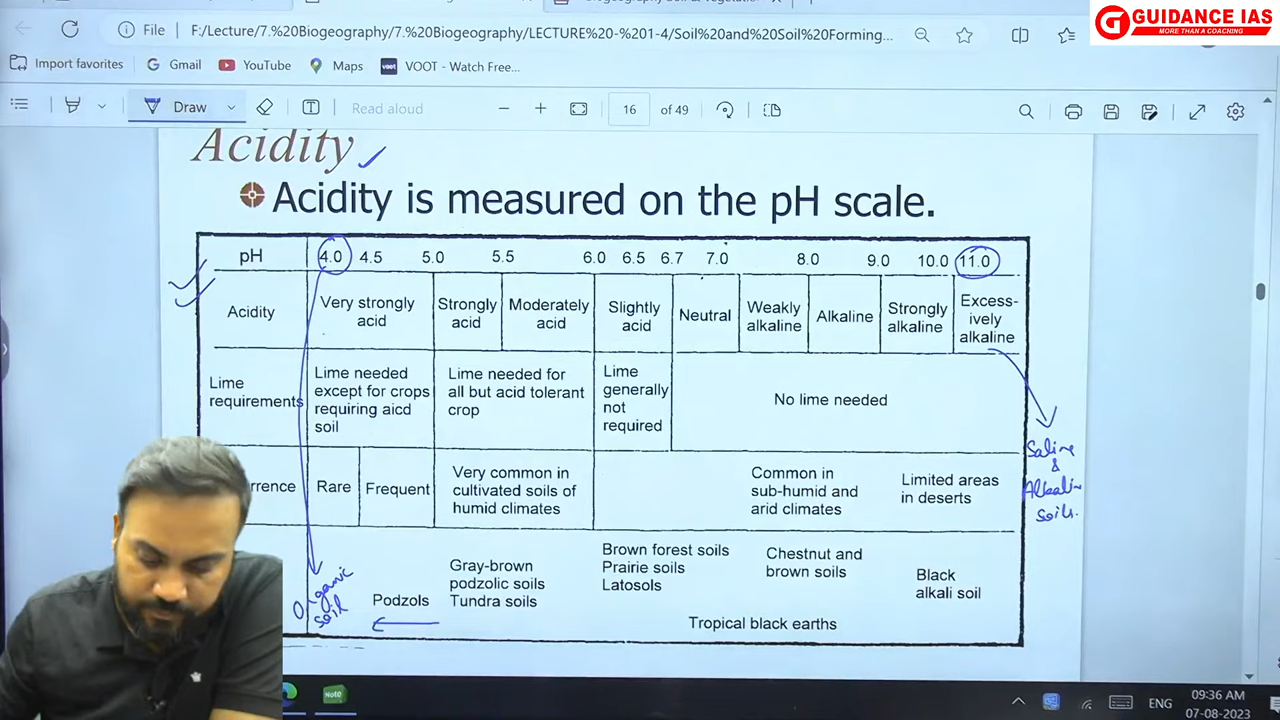 Biogeography Soil & Vegetation
GUIDANCE IAS
MORE THAN A COACHING
File F:/Lecture/7.%20Biogeography/7.%20Biogeography/LECTURE%20-%201-4/Soil%20and%20Soil%20Forming...
Import favorites Gmail YouTube Maps VOOT - Watch Free...
Draw Read aloud 16 of 49
Acidity
Acidity is measured on the pH scale.
pH 4.0 4.5 5.0 5.5 6.0 6.5 6.7 7.0 8.0 9.0 10.0 11.0
Acidity
Very strongly
acid
Strongly
acid
Moderately
acid
Slightly
acid
Neutral
Weakly
alkaline
Alkaline
Strongly
alkaline
Excess-
ively
alkaline
Lime
requirements
Lime needed
except for crops
requiring aicd
soil
Lime needed for
all but acid tolerant
crop
Lime
generally
not
required
No lime needed
rrence
Rare
Frequent
Very common in
cultivated soils of
humid climates
Common in
sub-humid and
arid climates
Limited areas
in deserts
Saline
&
Alkaline
Soils.
Organic
soil
Podzols
Gray-brown
podzolic soils
Tundra soils
Brown forest soils
Prairie soils
Latosols
Chestnut and
brown soils
Black
alkali soil
Tropical black earths
Note
ENG
09:36 AM
07-08-2023